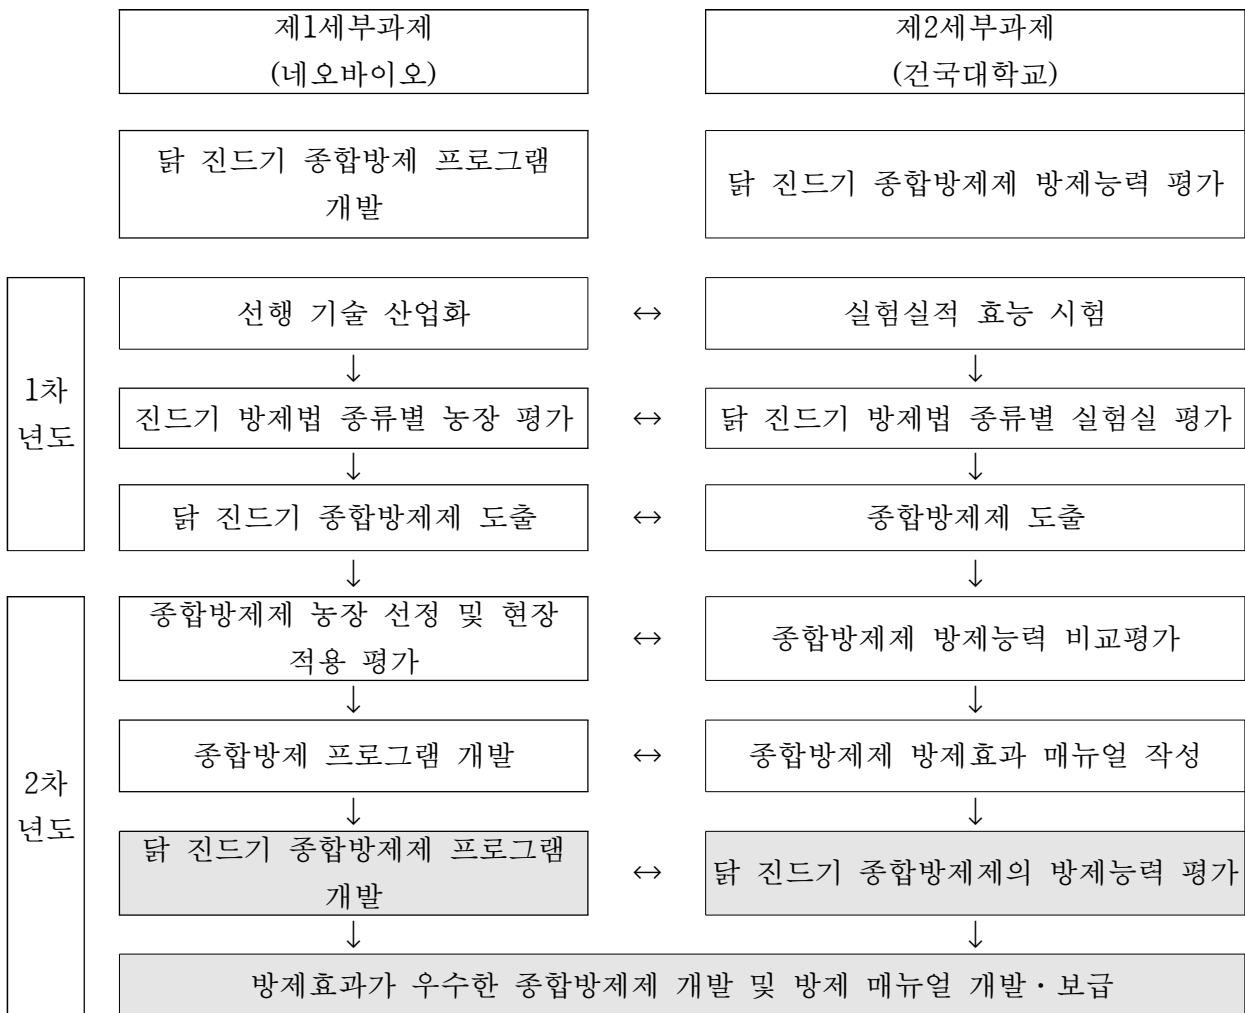 제1세부과제
(네오바이오)
제2세부과제
(건국대학교)
닭 진드기 종합방제 프로그램
개발
닭 진드기 종합방제제 방제능력 평가
1차
년도
선행 기술 산업화
↔
실험실적 효능 시험
↓
↓
진드기 방제법 종류별 농장 평가
↔
닭 진드기 방제법 종류별 실험실 평가
↓
↓
닭 진드기 종합방제제 도출
↔
종합방제제 도출
↓
↓
2차
년도
종합방제제 농장 선정 및 현장
적용 평가
↔
종합방제제 방제능력 비교평가
↓
↓
종합방제 프로그램 개발
↔
종합방제제 방제효과 매뉴얼 작성
↓
↓
닭 진드기 종합방제제 프로그램
개발
↔
닭 진드기 종합방제제의 방제능력 평가
↓
↓
방제효과가 우수한 종합방제제 개발 및 방제 매뉴얼 개발・보급